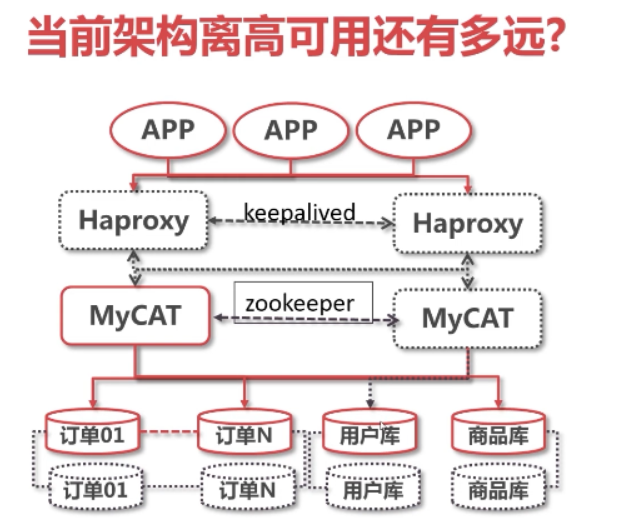 当前架构离高可用还有多远?
APP APP APP
Haproxy keepalived Haproxy
MyCAT zookeeper MyCAT
订单01 订单N 用户库 商品库
订单01 订单N 用户库 商品库